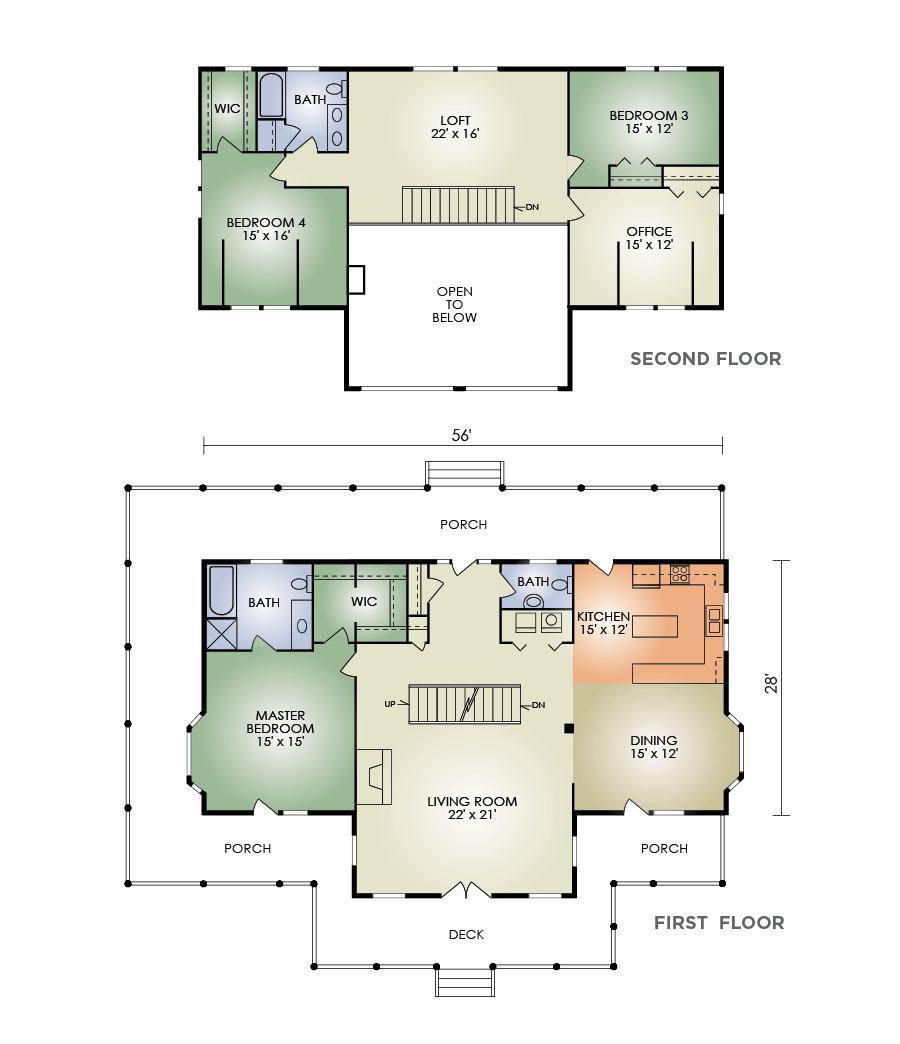 WIC
BATH
LOFT
22' x 16'
BEDROOM 3
15' x 12'
BEDROOM 4
15' x 16'
DN
OFFICE
15' x 12'
OPEN
TO
BELOW
SECOND FLOOR
56'
PORCH
BATH
WIC
BATH
KITCHEN
15' x 12'
28'
UP
DN
MASTER
BEDROOM
15' x 15'
DINING
15' x 12'
LIVING ROOM
22' x 21'
PORCH
PORCH
FIRST FLOOR
DECK